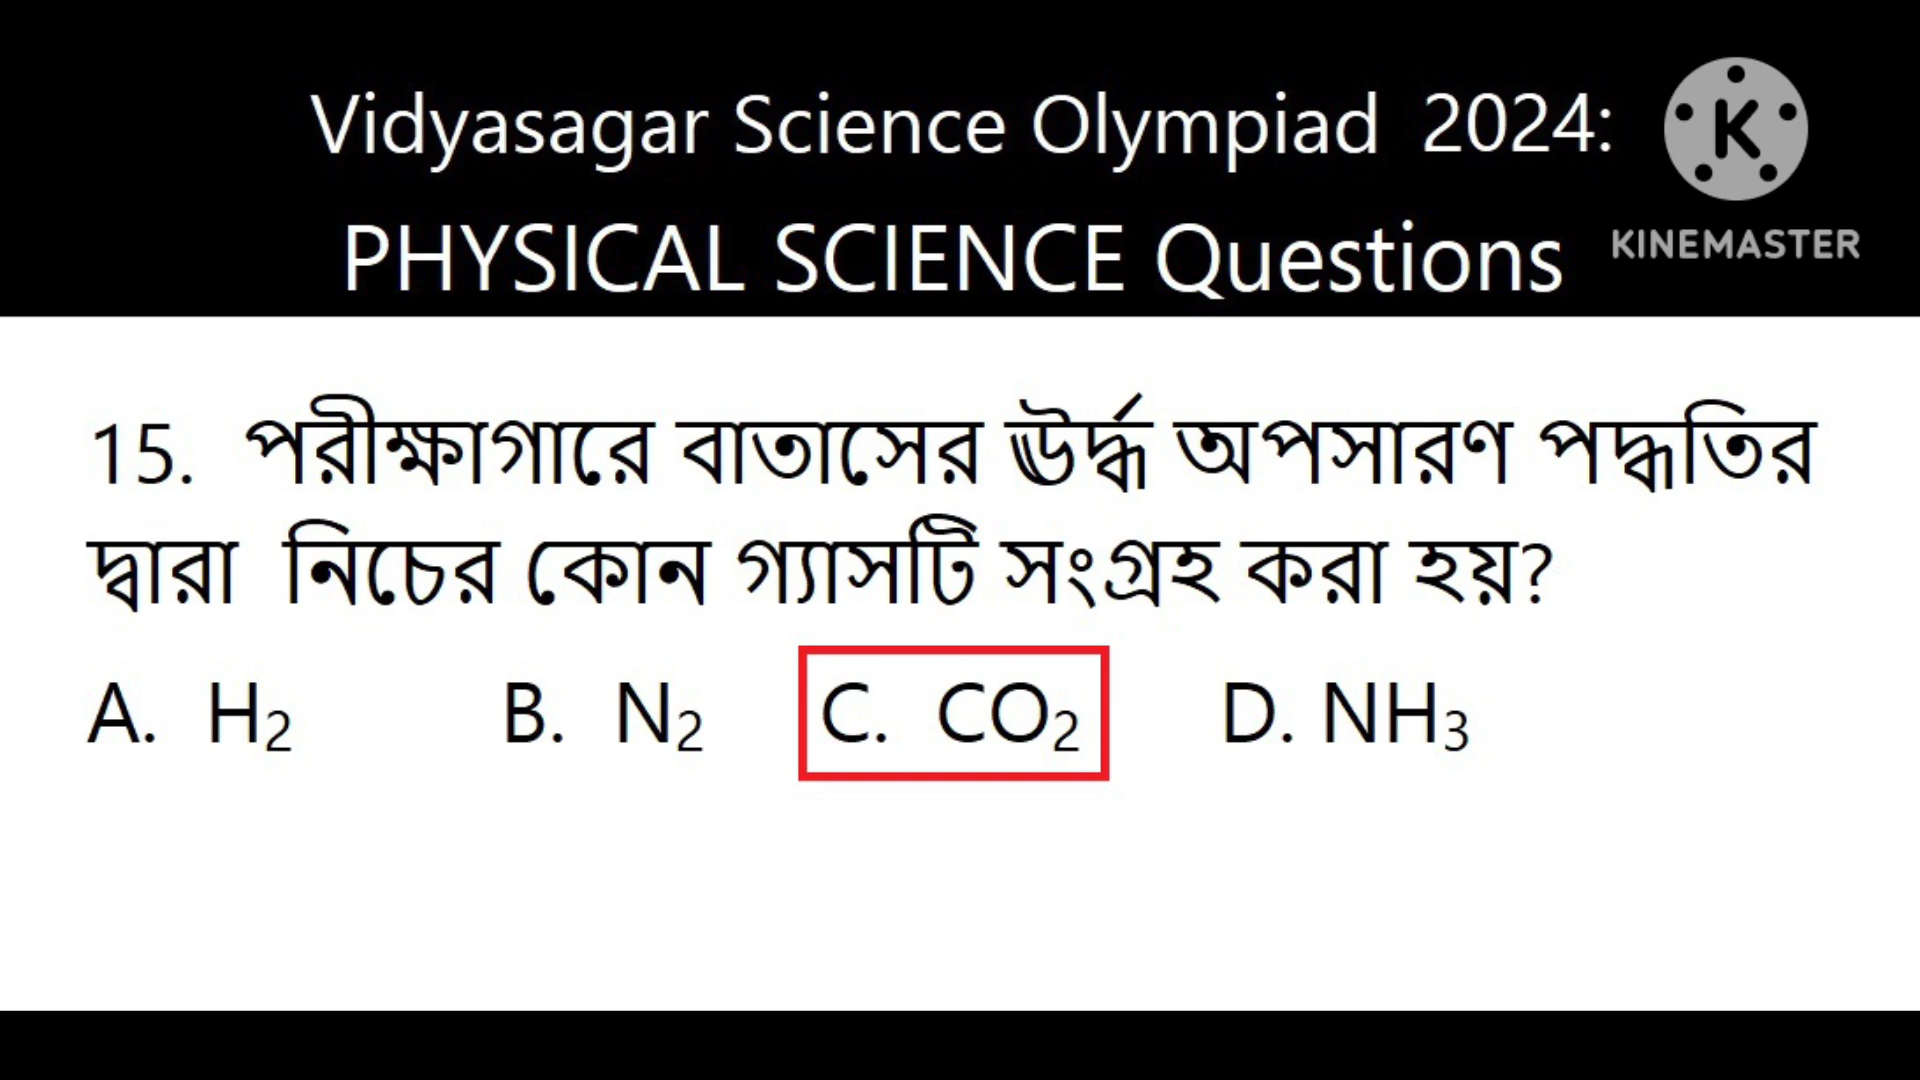 Vidyasagar Science Olympiad 2024:
PHYSICAL SCIENCE Questions
K
KINEMASTER
15. পরীক্ষাগারে বাতাসের ঊর্দ্ধ অপসারণ পদ্ধতির
দ্বারা নিচের কোন গ্যাসটি সংগ্রহ করা হয়?
A. H₂ B. N₂ C. CO₂ D. NH₃